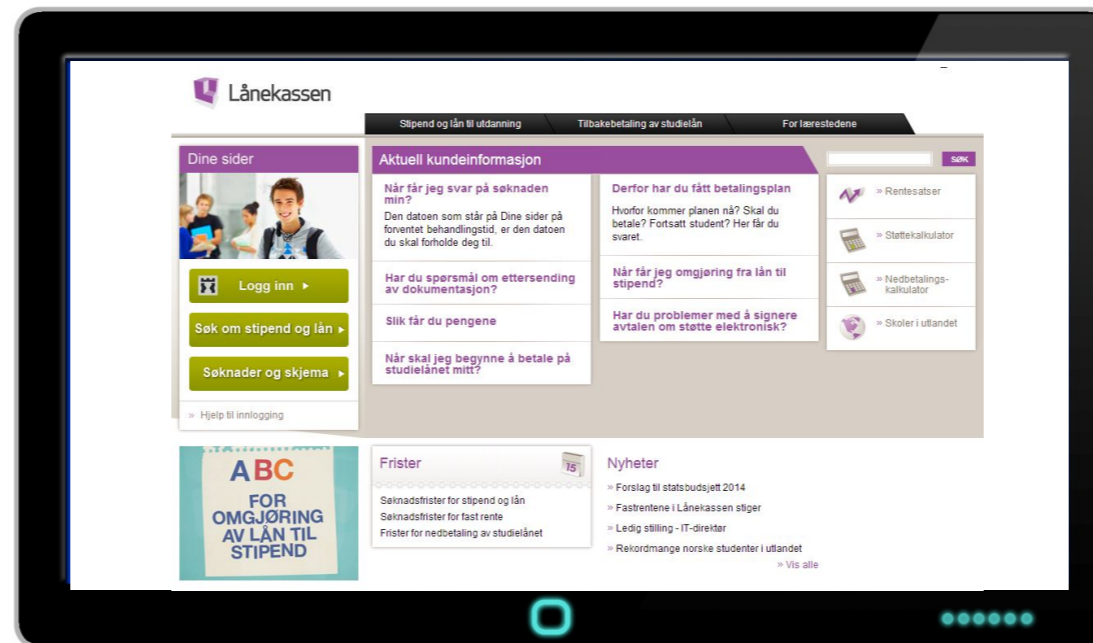 Lånekassen
Stipend og lån til utdanning
Tilbakebetaling av studielån
For lærestedene
Dine sider
Logg inn
Søk om stipend og lån
Søknader og skjema
» Hjelp til innlogging
Aktuell kundeinformasjon
Når får jeg svar på søknaden
min?
Den datoen som står på Dine sider på
forventet behandlingstid, er den datoen
du skal forholde deg til.
Har du spørsmål om ettersending
av dokumentasjon?
Slik får du pengene
Når skal jeg begynne å betale på
studielånet mitt?
Derfor har du fått betalingsplan
Hvorfor kommer planen nå? Skal du
betale? Fortsatt student? Her får du
svaret.
Når får jeg omgjøring fra lån til
stipend?
Har du problemer med å signere
avtalen om støtte elektronisk?
SØK
» Rentesatser
» Støttekalkulator
» Nedbetalings-
kalkulator
» Skoler i utlandet
ABC
FOR
OMGJØRING
AV LÅN TIL
STIPEND
Frister
15
Søknadsfrister for stipend og lån
Søknadsfrister for fast rente
Frister for nedbetaling av studielånet
Nyheter
» Forslag til statsbudsjett 2014
» Fastrentene i Lånekassen stiger
» Ledig stilling - IT-direktør
» Rekordmange norske studenter i utlandet
» Vis alle